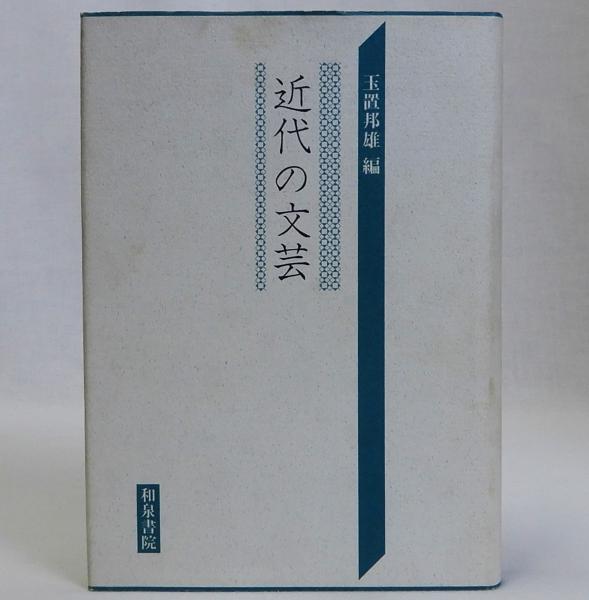 玉置邦雄 編
近代の文芸
和泉書院